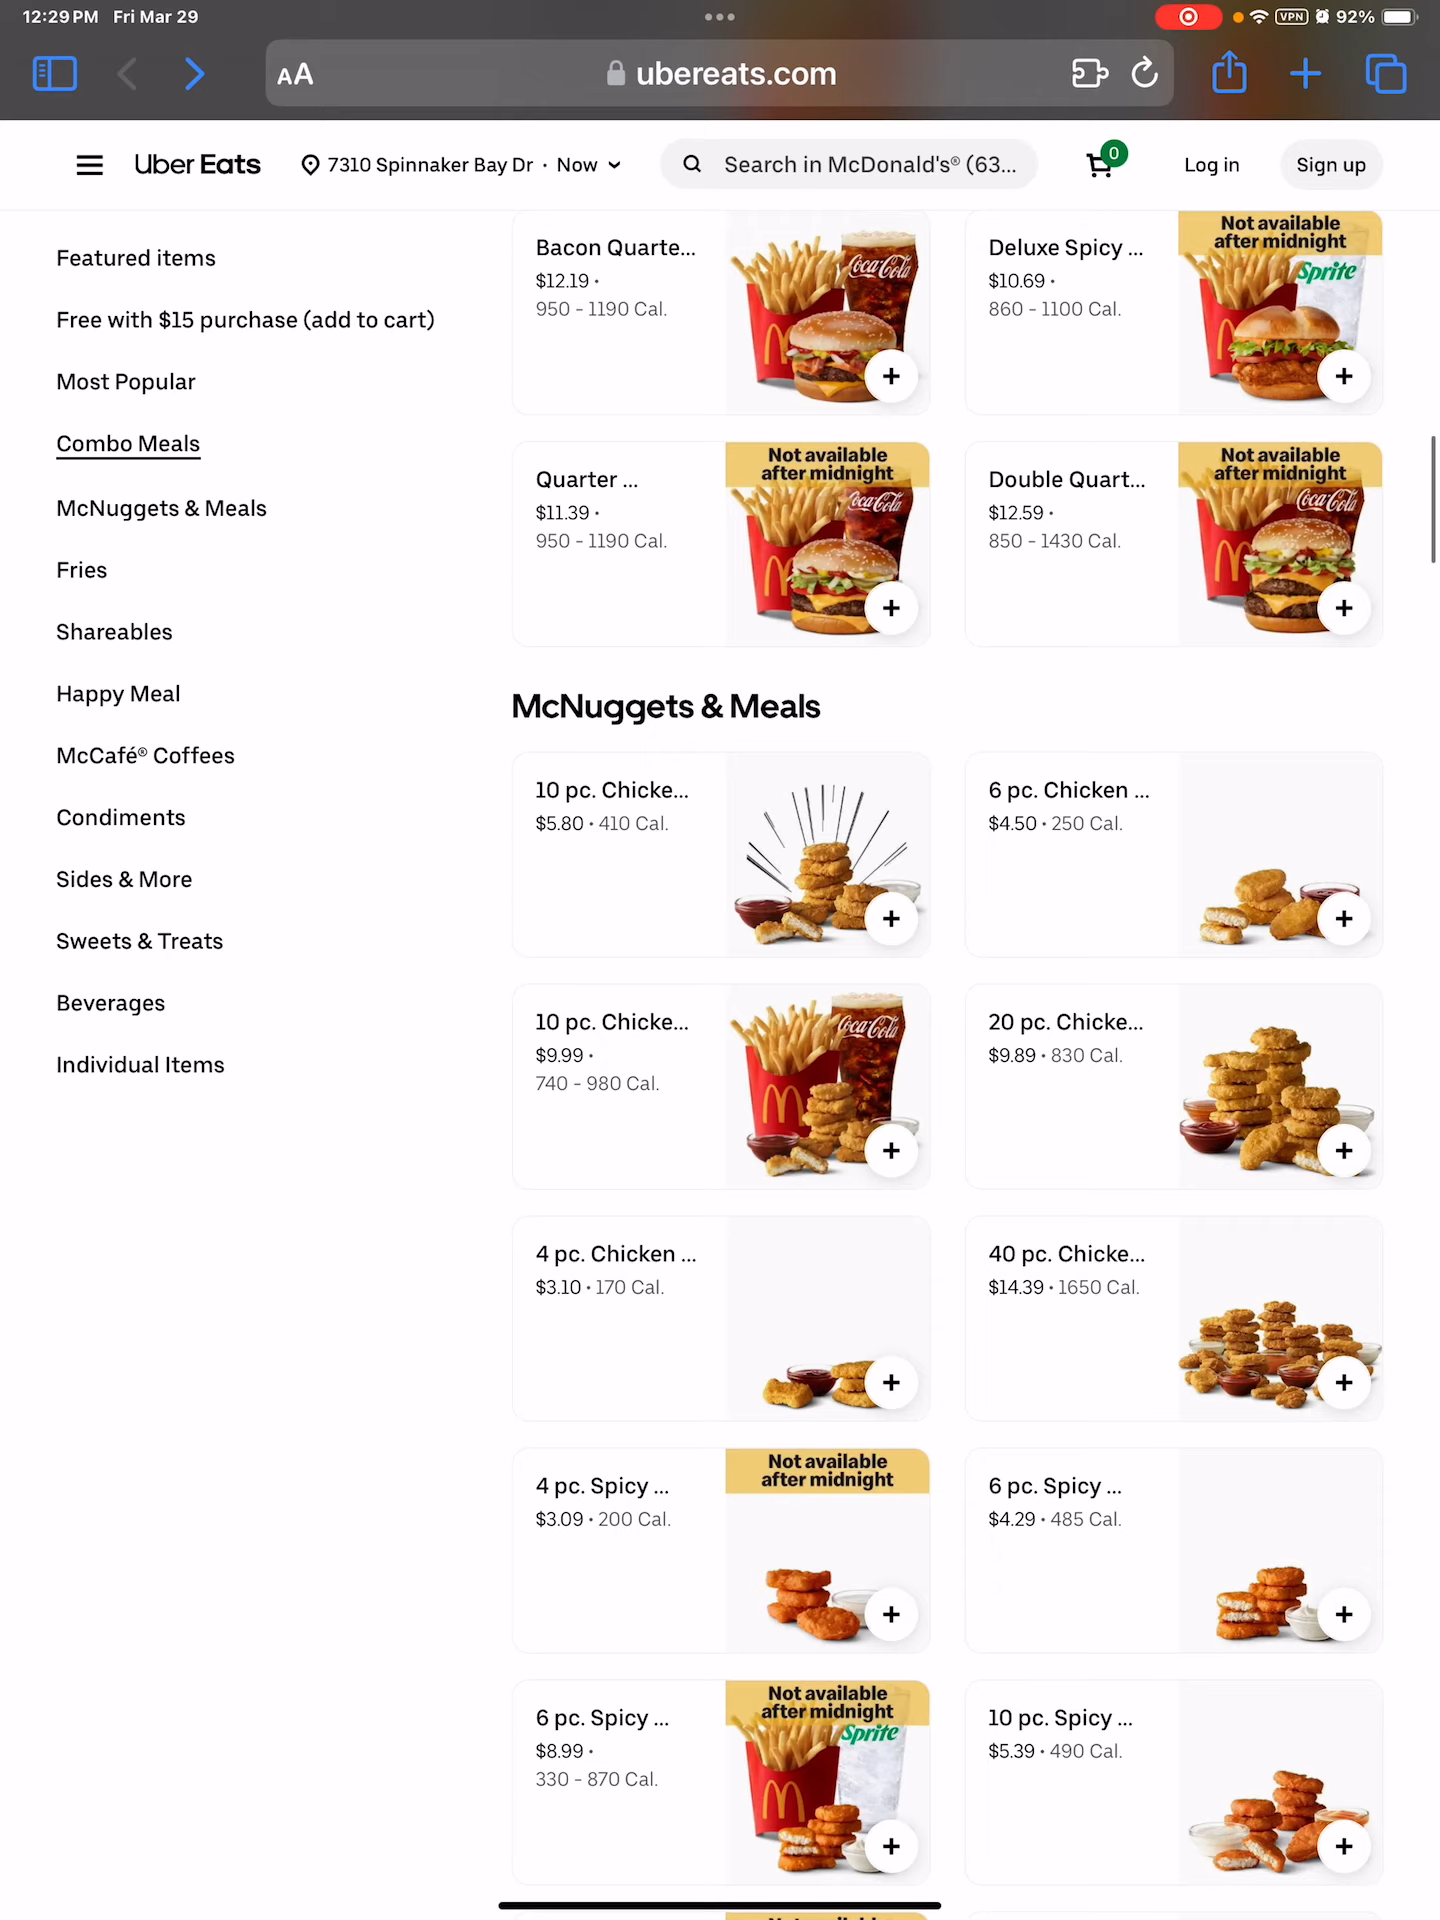 12:29 PM Fri Mar 29
VPN 92%
AA
ubereats.com
Uber Eats
7310 Spinnaker Bay Dr · Now
Search in McDonald's® (63...
0
Log in
Sign up
Featured items
Free with $15 purchase (add to cart)
Most Popular
Combo Meals
McNuggets & Meals
Fries
Shareables
Happy Meal
McCafé® Coffees
Condiments
Sides & More
Sweets & Treats
Beverages
Individual Items
Bacon Quarte...
$12.19 •
950 - 1190 Cal.
Coca-Cola
Deluxe Spicy ...
$10.69 •
860 - 1100 Cal.
Not available
after midnight
Sprite
Quarter ...
$11.39 •
950 - 1190 Cal.
Not available
after midnight
Coca-Cola
Double Quart...
$12.59 •
850 - 1430 Cal.
Not available
after midnight
Coca-Cola
McNuggets & Meals
10 pc. Chicke...
$5.80 • 410 Cal.
6 pc. Chicken ...
$4.50 • 250 Cal.
10 pc. Chicke...
$9.99 •
740 - 980 Cal.
Coca-Cola
20 pc. Chicke...
$9.89 • 830 Cal.
4 pc. Chicken ...
$3.10 • 170 Cal.
40 pc. Chicke...
$14.39 • 1650 Cal.
4 pc. Spicy ...
$3.09 • 200 Cal.
Not available
after midnight
6 pc. Spicy ...
$4.29 • 485 Cal.
6 pc. Spicy ...
$8.99 •
330 - 870 Cal.
Not available
after midnight
Sprite
10 pc. Spicy ...
$5.39 • 490 Cal.